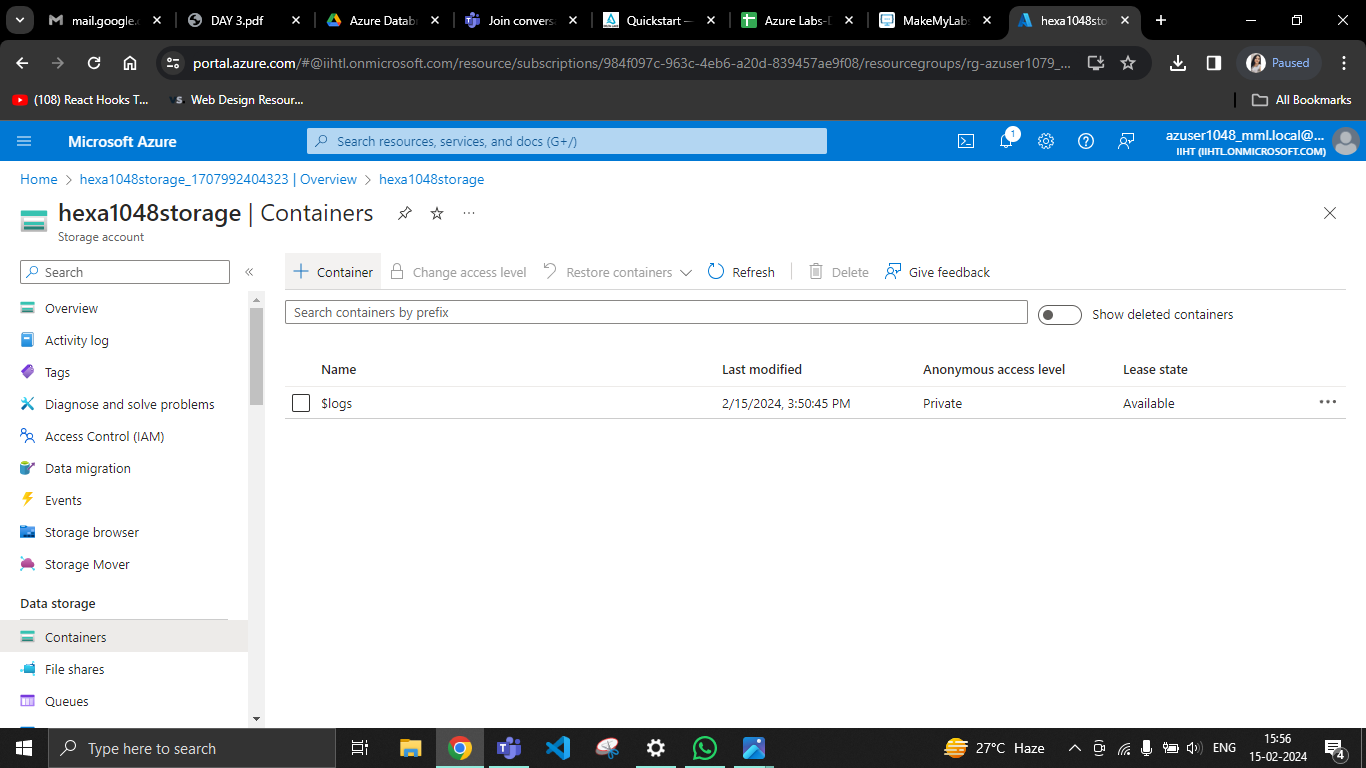 mail.google.
DAY 3.pdf
Azure Datab
Join convers
Quickstart —
Azure Labs-
MakeMyLab
hexa1048sto
portal.azure.com/#@iihtl.onmicrosoft.com/resource/subscriptions/984f097c-963c-4eb6-a20d-839457ae9f08/resourcegroups/rg-azuser1079_...
Paused
(108) React Hooks T...
VS
Web Design Resour...
All Bookmarks
Microsoft Azure
Search resources, services, and docs (G+/)
1
azuser1048_mml.local@...
IIHT (IIHTL.ONMICROSOFT.COM)
Home > hexa1048storage_1707992404323 | Overview > hexa1048storage
hexa1048storage | Containers
...
Storage account
Search
«
Container
Change access level
Restore containers
Refresh
Delete
Give feedback
Search containers by prefix
Show deleted containers
Name
Last modified
Anonymous access level
Lease state
$logs
2/15/2024, 3:50:45 PM
Private
Available
Overview
Activity log
Tags
Diagnose and solve problems
Access Control (IAM)
Data migration
Events
Storage browser
Storage Mover
Data storage
Containers
File shares
Queues
Type here to search
27°C Haze
ENG
15:56
15-02-2024
4